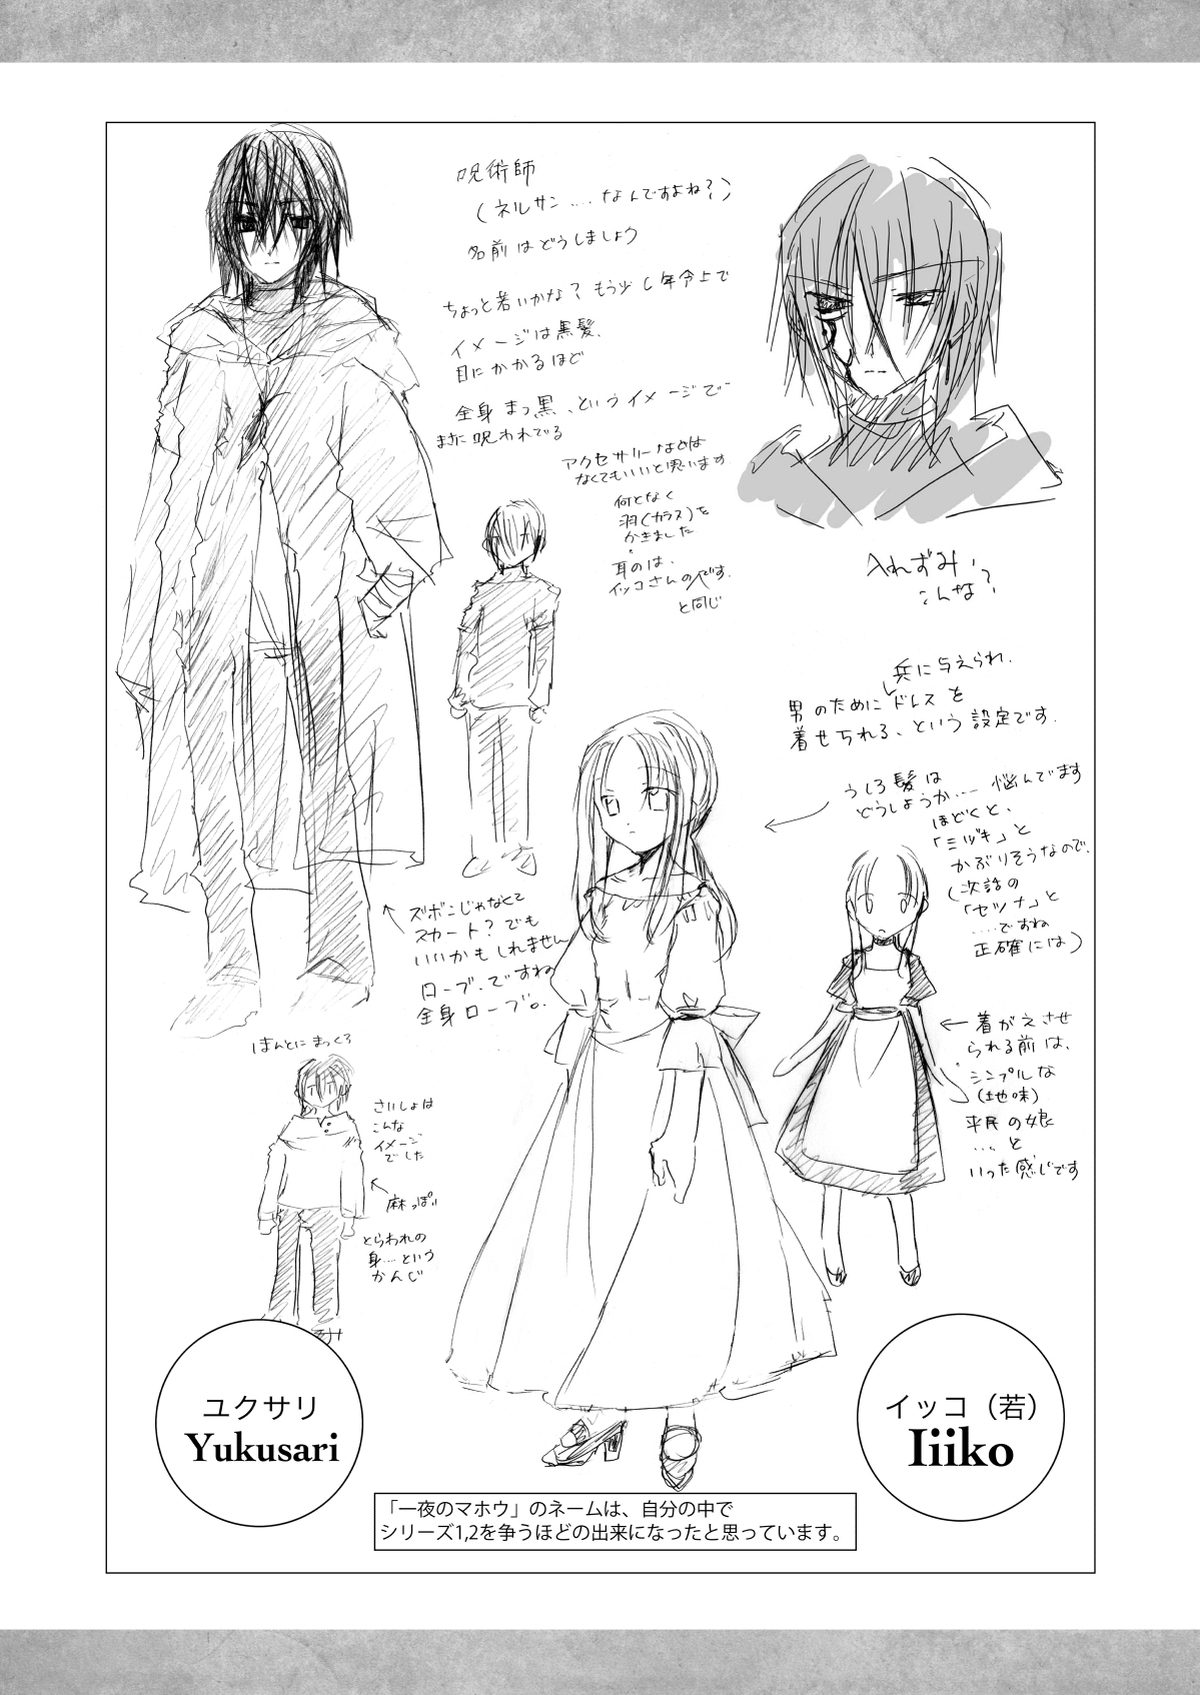 呪術師
(ネルサン…. なんですよね?)
名前はどうしましょう
ちょっと若いかな? もう少し年令上で
イメージは黒髪、
目にかかるほど
全身まっ黒、というイメージで
まさに呪われてる
アクセサリーなどは
なくてもいいと思います
何となく
羽(カラス)を
かきました
耳のは、
イッコさんのです。
と同じ
入れずみ、
こんな?
兵に与えられ、
男のためにドレスを
着せられる、という設定です。
うしろ髪は
どうしようか…. 悩んでます
ほどくと、
「ミヅキ」と
かぶりそうなので、
(次話の
「セツナ」と
….ですね
正確には)
ズボンじゃなくて
スカート?でも
いいかもしれません
ローブ、ですね
全身ローブ。
着がえさせ
られる前は、
シンプルな
(地味)
平民の娘
….と
いった感じです
ほんとにまっくろ
さいしょは
こんな
イメージ
でした
麻っぽい
とらわれの
身….という
かんじ
ユクサリ
Yukusari
イッコ(若)
Iiiko
「一夜のマホウ」のネームは、自分の中で
シリーズ1,2を争うほどの出来になったと思っています。